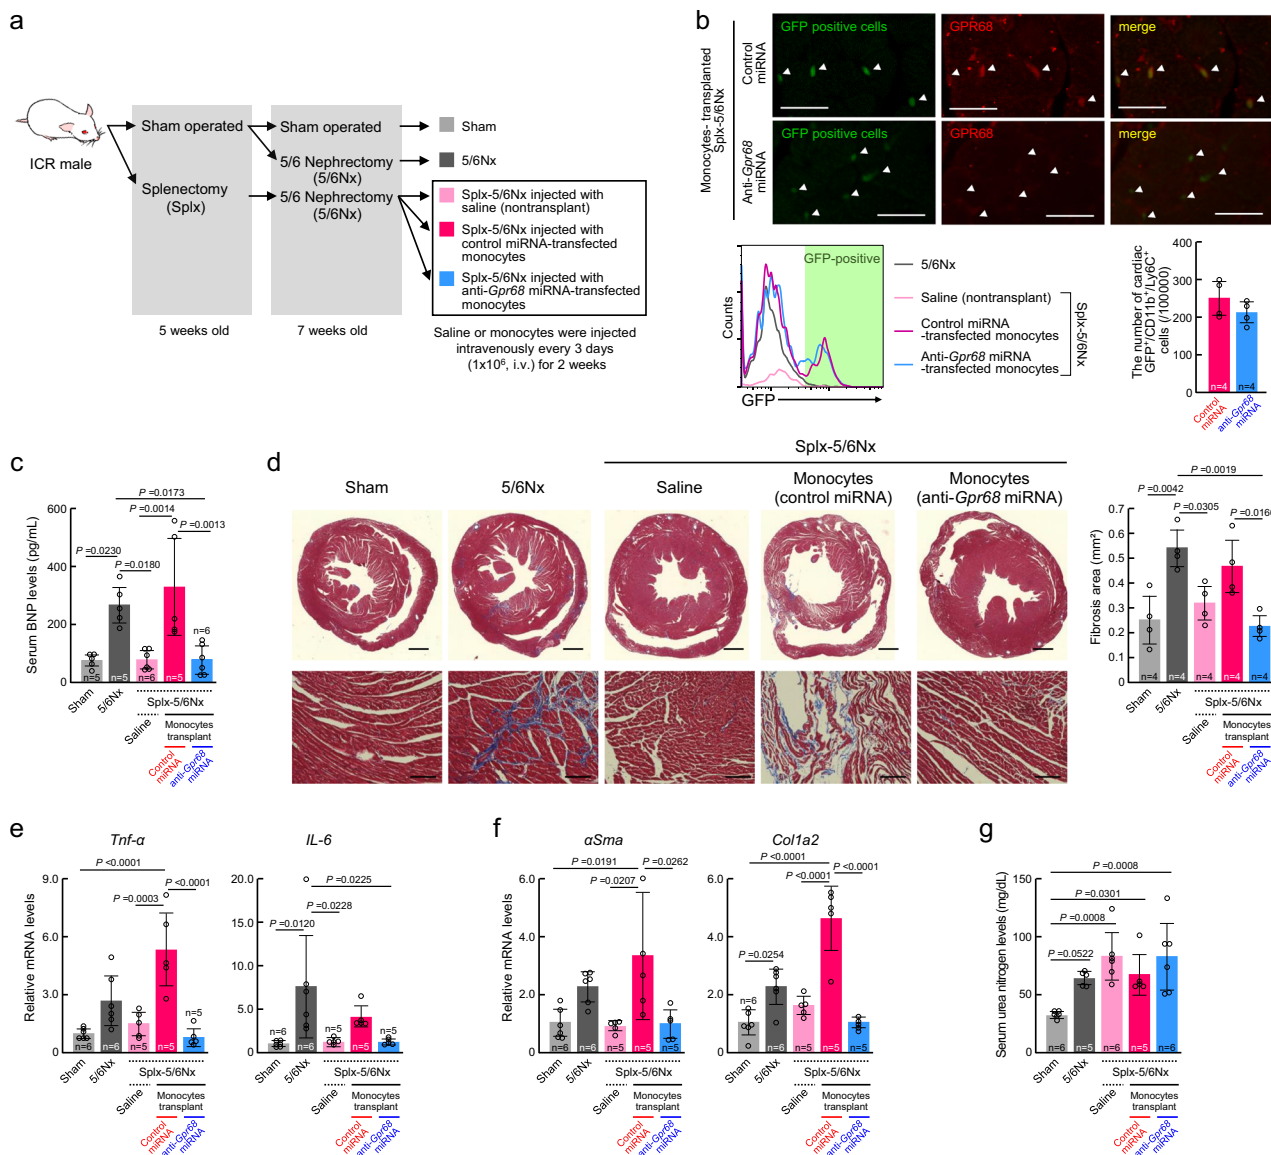 a
ICR male
Sham operated
Splenectomy
(Splx)
5 weeks old
Sham operated
5/6 Nephrectomy
(5/6Nx)
5/6 Nephrectomy
(5/6Nx)
7 weeks old
Sham
5/6Nx
Splx-5/6Nx injected with
saline (nontransplant)
Splx-5/6Nx injected with
control miRNA-transfected
monocytes
Splx-5/6Nx injected with
anti-Gpr68 miRNA-transfected
monocytes
Saline or monocytes were injected
intravenously every 3 days
(1x10⁶, i.v.) for 2 weeks
b
Monocytes- transplanted
Splx-5/6Nx
Control
miRNA
GFP positive cells
GPR68
merge
Anti-Gpr68
miRNA
GFP positive cells
GPR68
merge
Counts
GFP
GFP-positive
5/6Nx
Saline (nontransplant)
Control miRNA
-transfected monocytes
Anti-Gpr68 miRNA
-transfected monocytes
Splx-5/6Nx
The number of cardiac
GFP⁺/CD11b⁺/Ly6C⁺
cells (/100000)
400
300
200
100
0
n=4
n=4
Control
miRNA
anti-Gpr68
miRNA
c
Serum BNP levels (pg/mL)
600
400
200
0
P =0.0173
P =0.0014
P =0.0013
P =0.0230
P =0.0180
n=5
n=5
n=6
n=5
n=6
Sham
5/6Nx
Splx-5/6Nx
Saline
Monocytes
transplant
Control
miRNA
anti-Gpr68
miRNA
d
Splx-5/6Nx
Sham
5/6Nx
Saline
Monocytes
(control miRNA)
Monocytes
(anti-Gpr68 miRNA)
Fibrosis area (mm²)
0.7
0.6
0.5
0.4
0.3
0.2
0.1
0
P =0.0019
P =0.0042
P =0.0305
P =0.016
n=4
n=4
n=4
n=4
n=4
Sham
5/6Nx
Splx-5/6Nx
Saline
Monocytes
transplant
Control
miRNA
anti-Gpr68
miRNA
e
Tnf-α
Relative mRNA levels
9.0
6.0
3.0
0
P <0.0001
P <0.0001
P =0.0003
n=6
n=6
n=5
n=5
n=5
Sham
5/6Nx
Splx-5/6Nx
Saline
Monocytes
transplant
Control
miRNA
anti-Gpr68
miRNA
IL-6
20.0
15.0
10.0
5.0
0
P =0.0225
P =0.0228
P =0.0120
n=6
n=6
n=5
n=5
n=5
Sham
5/6Nx
Splx-5/6Nx
Saline
Monocytes
transplant
Control
miRNA
anti-Gpr68
miRNA
f
αSma
Relative mRNA levels
6.0
4.0
2.0
0
P =0.0191
P =0.0262
P =0.0207
n=6
n=6
n=5
n=5
n=5
Sham
5/6Nx
Splx-5/6Nx
Saline
Monocytes
transplant
Control
miRNA
anti-Gpr68
miRNA
Col1a2
6.0
4.0
2.0
0
P <0.0001
P <0.0001
P <0.0001
P =0.0254
n=6
n=6
n=5
n=5
n=5
Sham
5/6Nx
Splx-5/6Nx
Saline
Monocytes
transplant
Control
miRNA
anti-Gpr68
miRNA
g
Serum urea nitrogen levels (mg/dL)
150
100
50
0
P =0.0008
P =0.0301
P =0.0008
P =0.0522
n=6
n=5
n=6
n=5
n=6
Sham
5/6Nx
Splx-5/6Nx
Saline
Monocytes
transplant
Control
miRNA
anti-Gpr68
miRNA